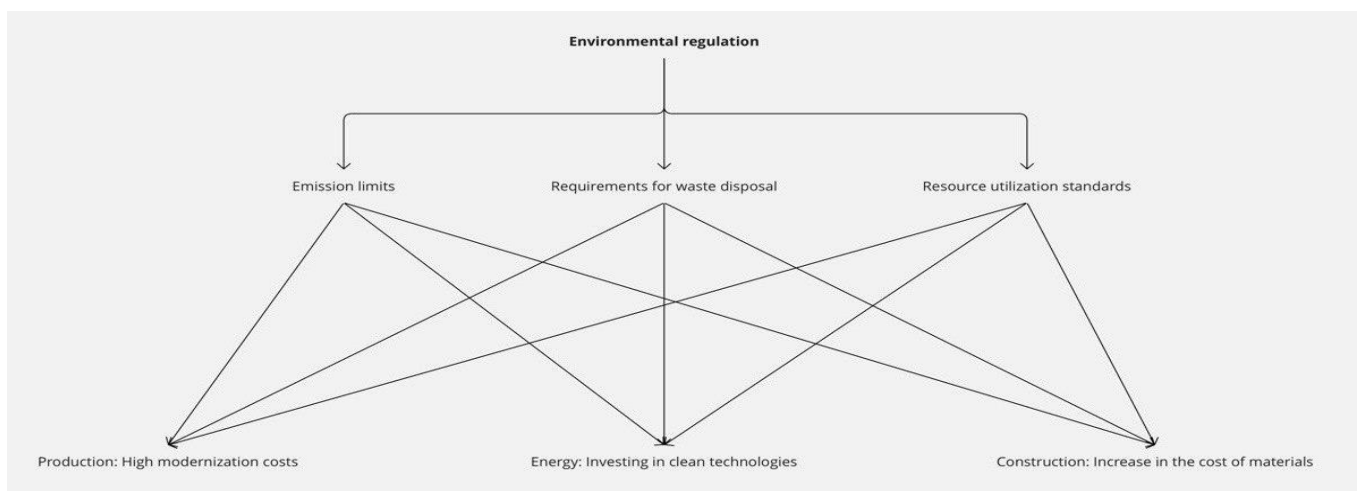 Environmental regulation
Emission limits
Requirements for waste disposal
Resource utilization standards
Production: High modernization costs
Energy: Investing in clean technologies
Construction: Increase in the cost of materials